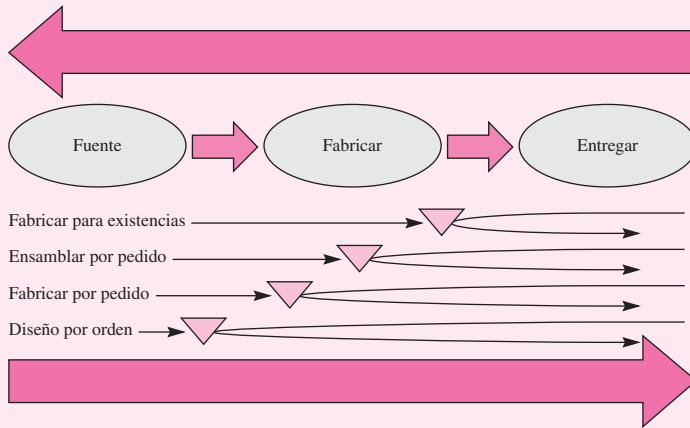 Fuente
Fabricar
Entregar
Fabricar para existencias
Ensamblar por pedido
Fabricar por pedido
Diseño por orden